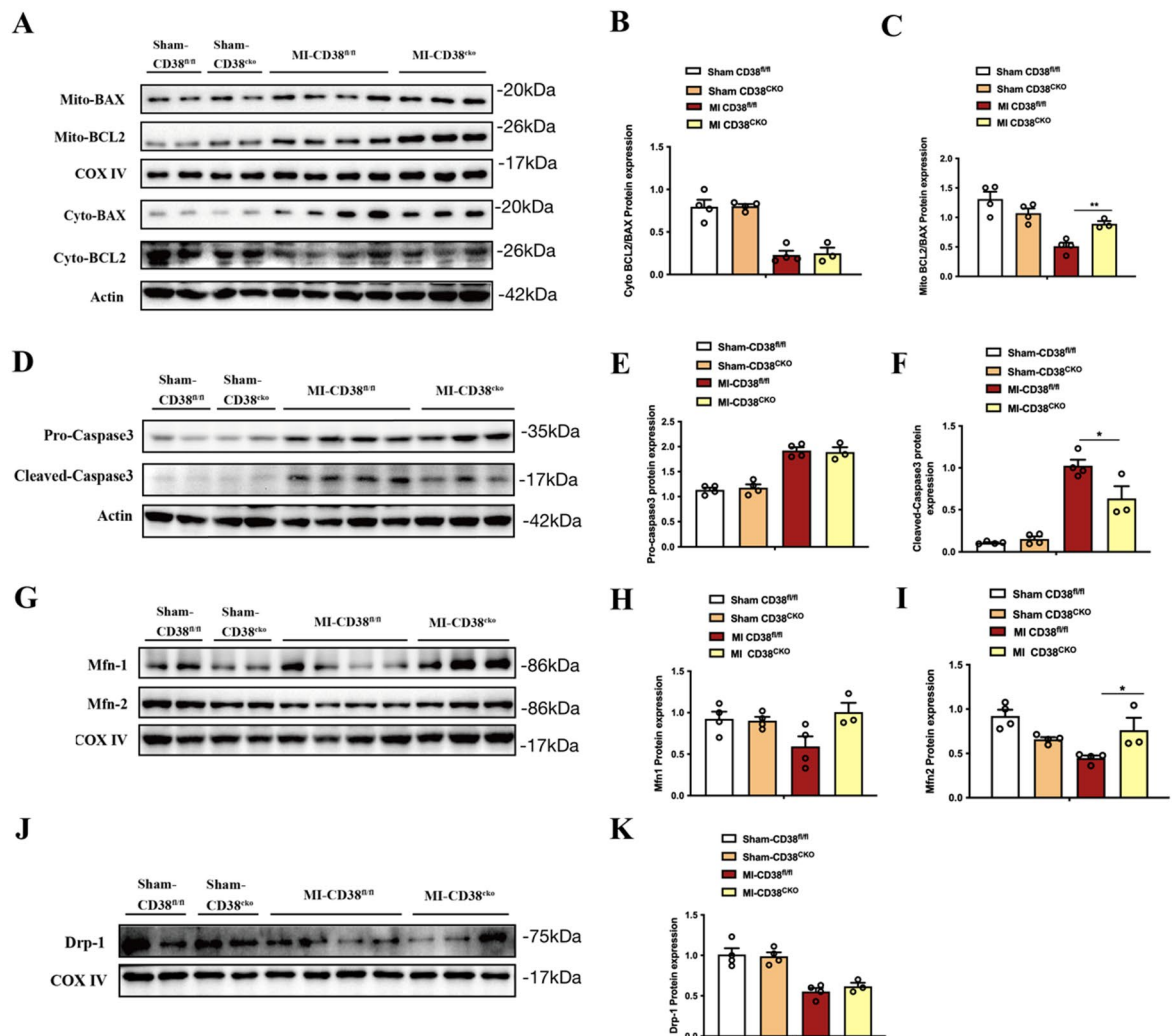 A
Sham-
CD38fl/fl
Sham-
CD38cko
MI-CD38fl/fl
MI-CD38cko
Mito-BAX
-20kDa
Mito-BCL2
-26kDa
COX IV
-17kDa
Cyto-BAX
-20kDa
Cyto-BCL2
-26kDa
Actin
-42kDa
B
Sham CD38fl/fl
Sham CD38CKO
MI CD38fl/fl
MI CD38CKO
Cyto BCL2/BAX Protein expression
1.5
1.0
0.5
0.0
C
Sham CD38fl/fl
Sham CD38CKO
MI CD38fl/fl
MI CD38CKO
Mito BCL2/BAX Protein expression
2.0
1.5
1.0
0.5
0.0
**
D
Sham-
CD38fl/fl
Sham-
CD38cko
MI-CD38fl/fl
MI-CD38cko
Pro-Caspase3
-35kDa
Cleaved-Caspase3
-17kDa
Actin
-42kDa
E
Sham-CD38fl/fl
Sham-CD38CKO
MI-CD38fl/fl
MI-CD38CKO
Pro-caspase3 protein expression
2.5
2.0
1.5
1.0
0.5
0.0
F
Sham-CD38fl/fl
Sham-CD38CKO
MI-CD38fl/fl
MI-CD38CKO
Cleaved-Caspase3 protein
expression
1.5
1.0
0.5
0.0
*
G
Sham-
CD38fl/fl
Sham-
CD38cko
MI-CD38fl/fl
MI-CD38cko
Mfn-1
-86kDa
Mfn-2
-86kDa
COX IV
-17kDa
H
Sham CD38fl/fl
Sham CD38CKO
MI CD38fl/fl
MI CD38CKO
Mfn1 Protein expression
1.5
1.0
0.5
0.0
I
Sham CD38fl/fl
Sham CD38CKO
MI CD38fl/fl
MI CD38CKO
Mfn2 Protein expression
1.5
1.0
0.5
0.0
*
J
Sham-
CD38fl/fl
Sham-
CD38cko
MI-CD38fl/fl
MI-CD38cko
Drp-1
-75kDa
COX IV
-17kDa
K
Sham-CD38fl/fl
Sham-CD38CKO
MI-CD38fl/fl
MI-CD38CKO
Drp-1 Protein expression
1.5
1.0
0.5